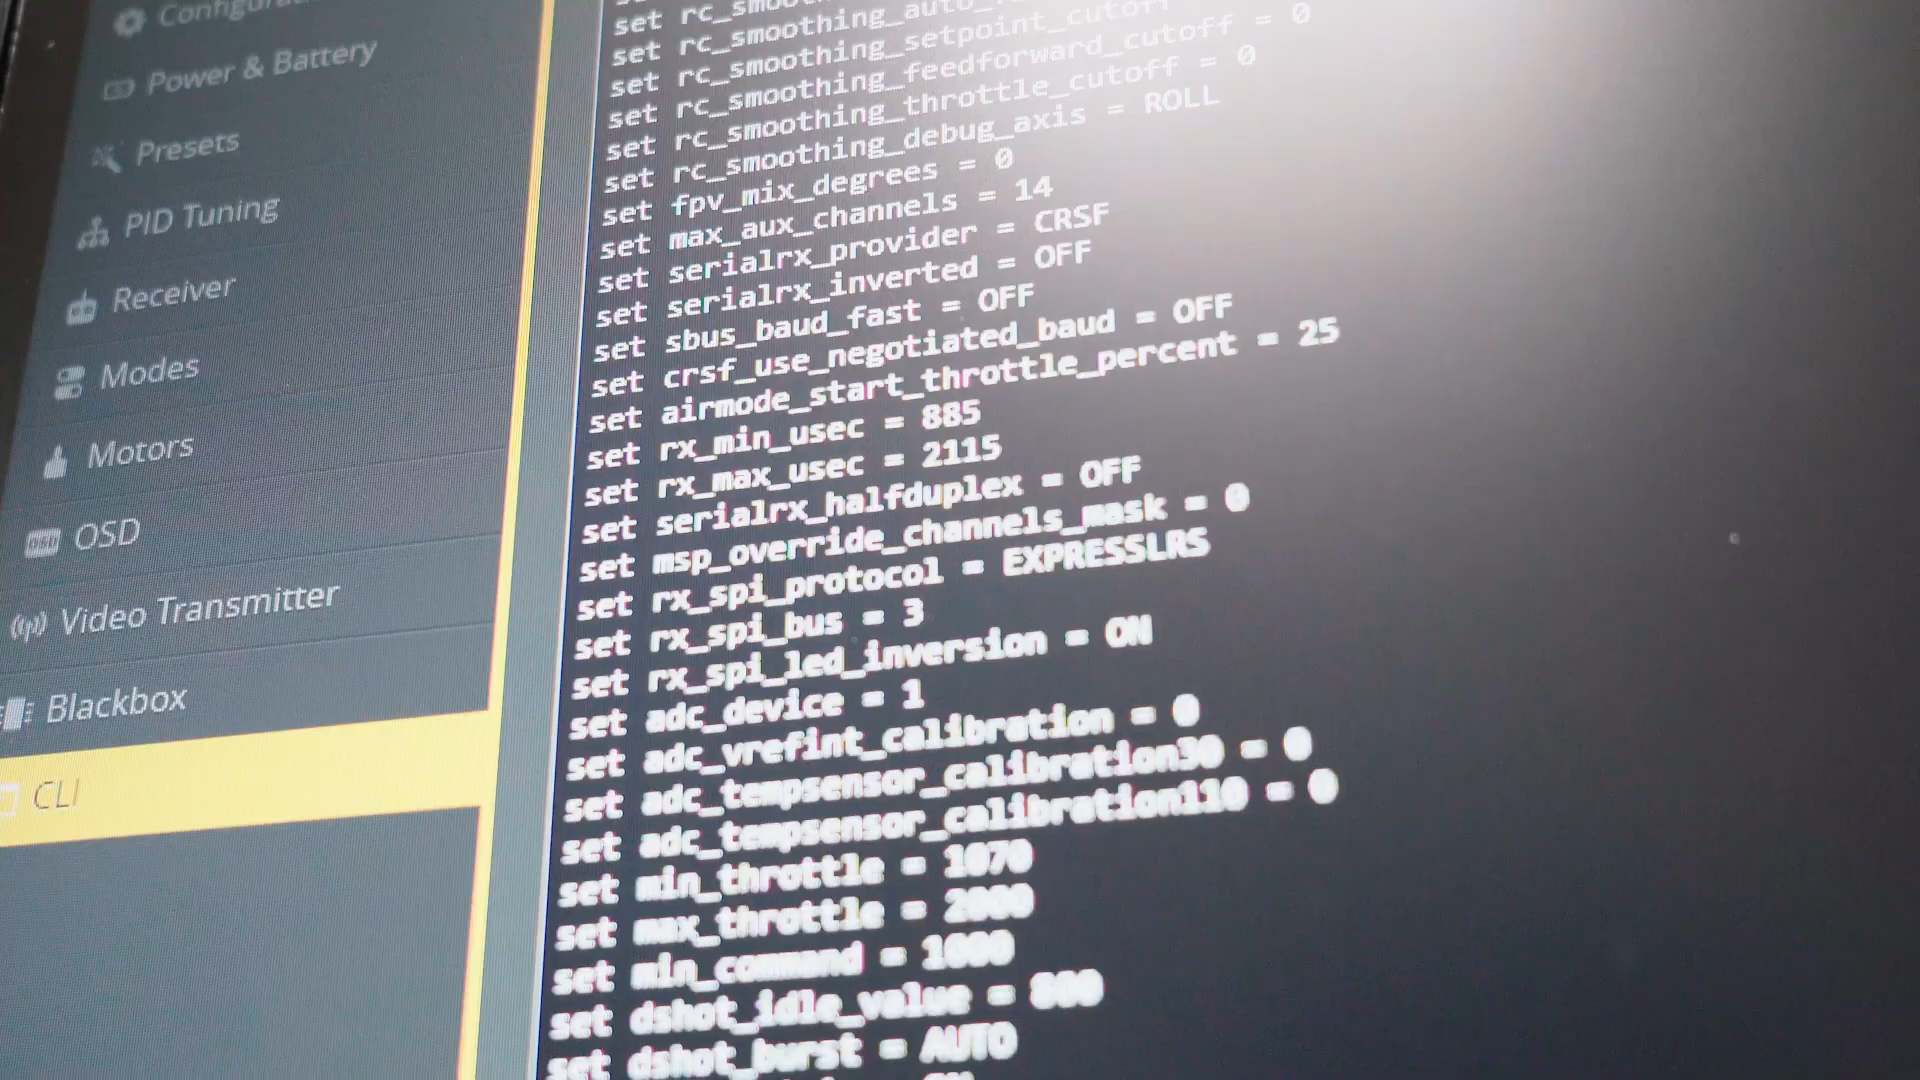 Power & Battery
Presets
PID Tuning
Receiver
Modes
Motors
OSD
Video Transmitter
Blackbox
CLI
set
set rc_smoothing_auto
set rc_smoothing_setpoint_cutoff
set rc_smoothing_feedforward_cutoff = 0
set rc_smoothing_throttle_cutoff = 0
set rc_smoothing_debug_axis = ROLL
set fpv_mix_degrees = 0
set max_aux_channels = 14
set serialrx_provider = CRSF
set serialrx_inverted = OFF
set sbus_baud_fast = OFF
set crsf_use_negotiated_baud = OFF
set airmode_start_throttle_percent = 25
set rx_min_usec = 885
set rx_max_usec = 2115
set serialrx_halfduplex = OFF
set msp_override_channels_mask = 0
set rx_spi_protocol = EXPRESSLRS
set rx_spi_bus = 3
set rx_spi_led_inversion = ON
set adc_device = 1
set adc_vrefint_calibration = 0
set adc_tempsensor_calibration30 = 0
set adc_tempsensor_calibration110 = 0
set min_throttle = 1070
set max_throttle = 2000
set min_command = 1000
set dshot_idle_value = 800
set dshot_burst = AUTO